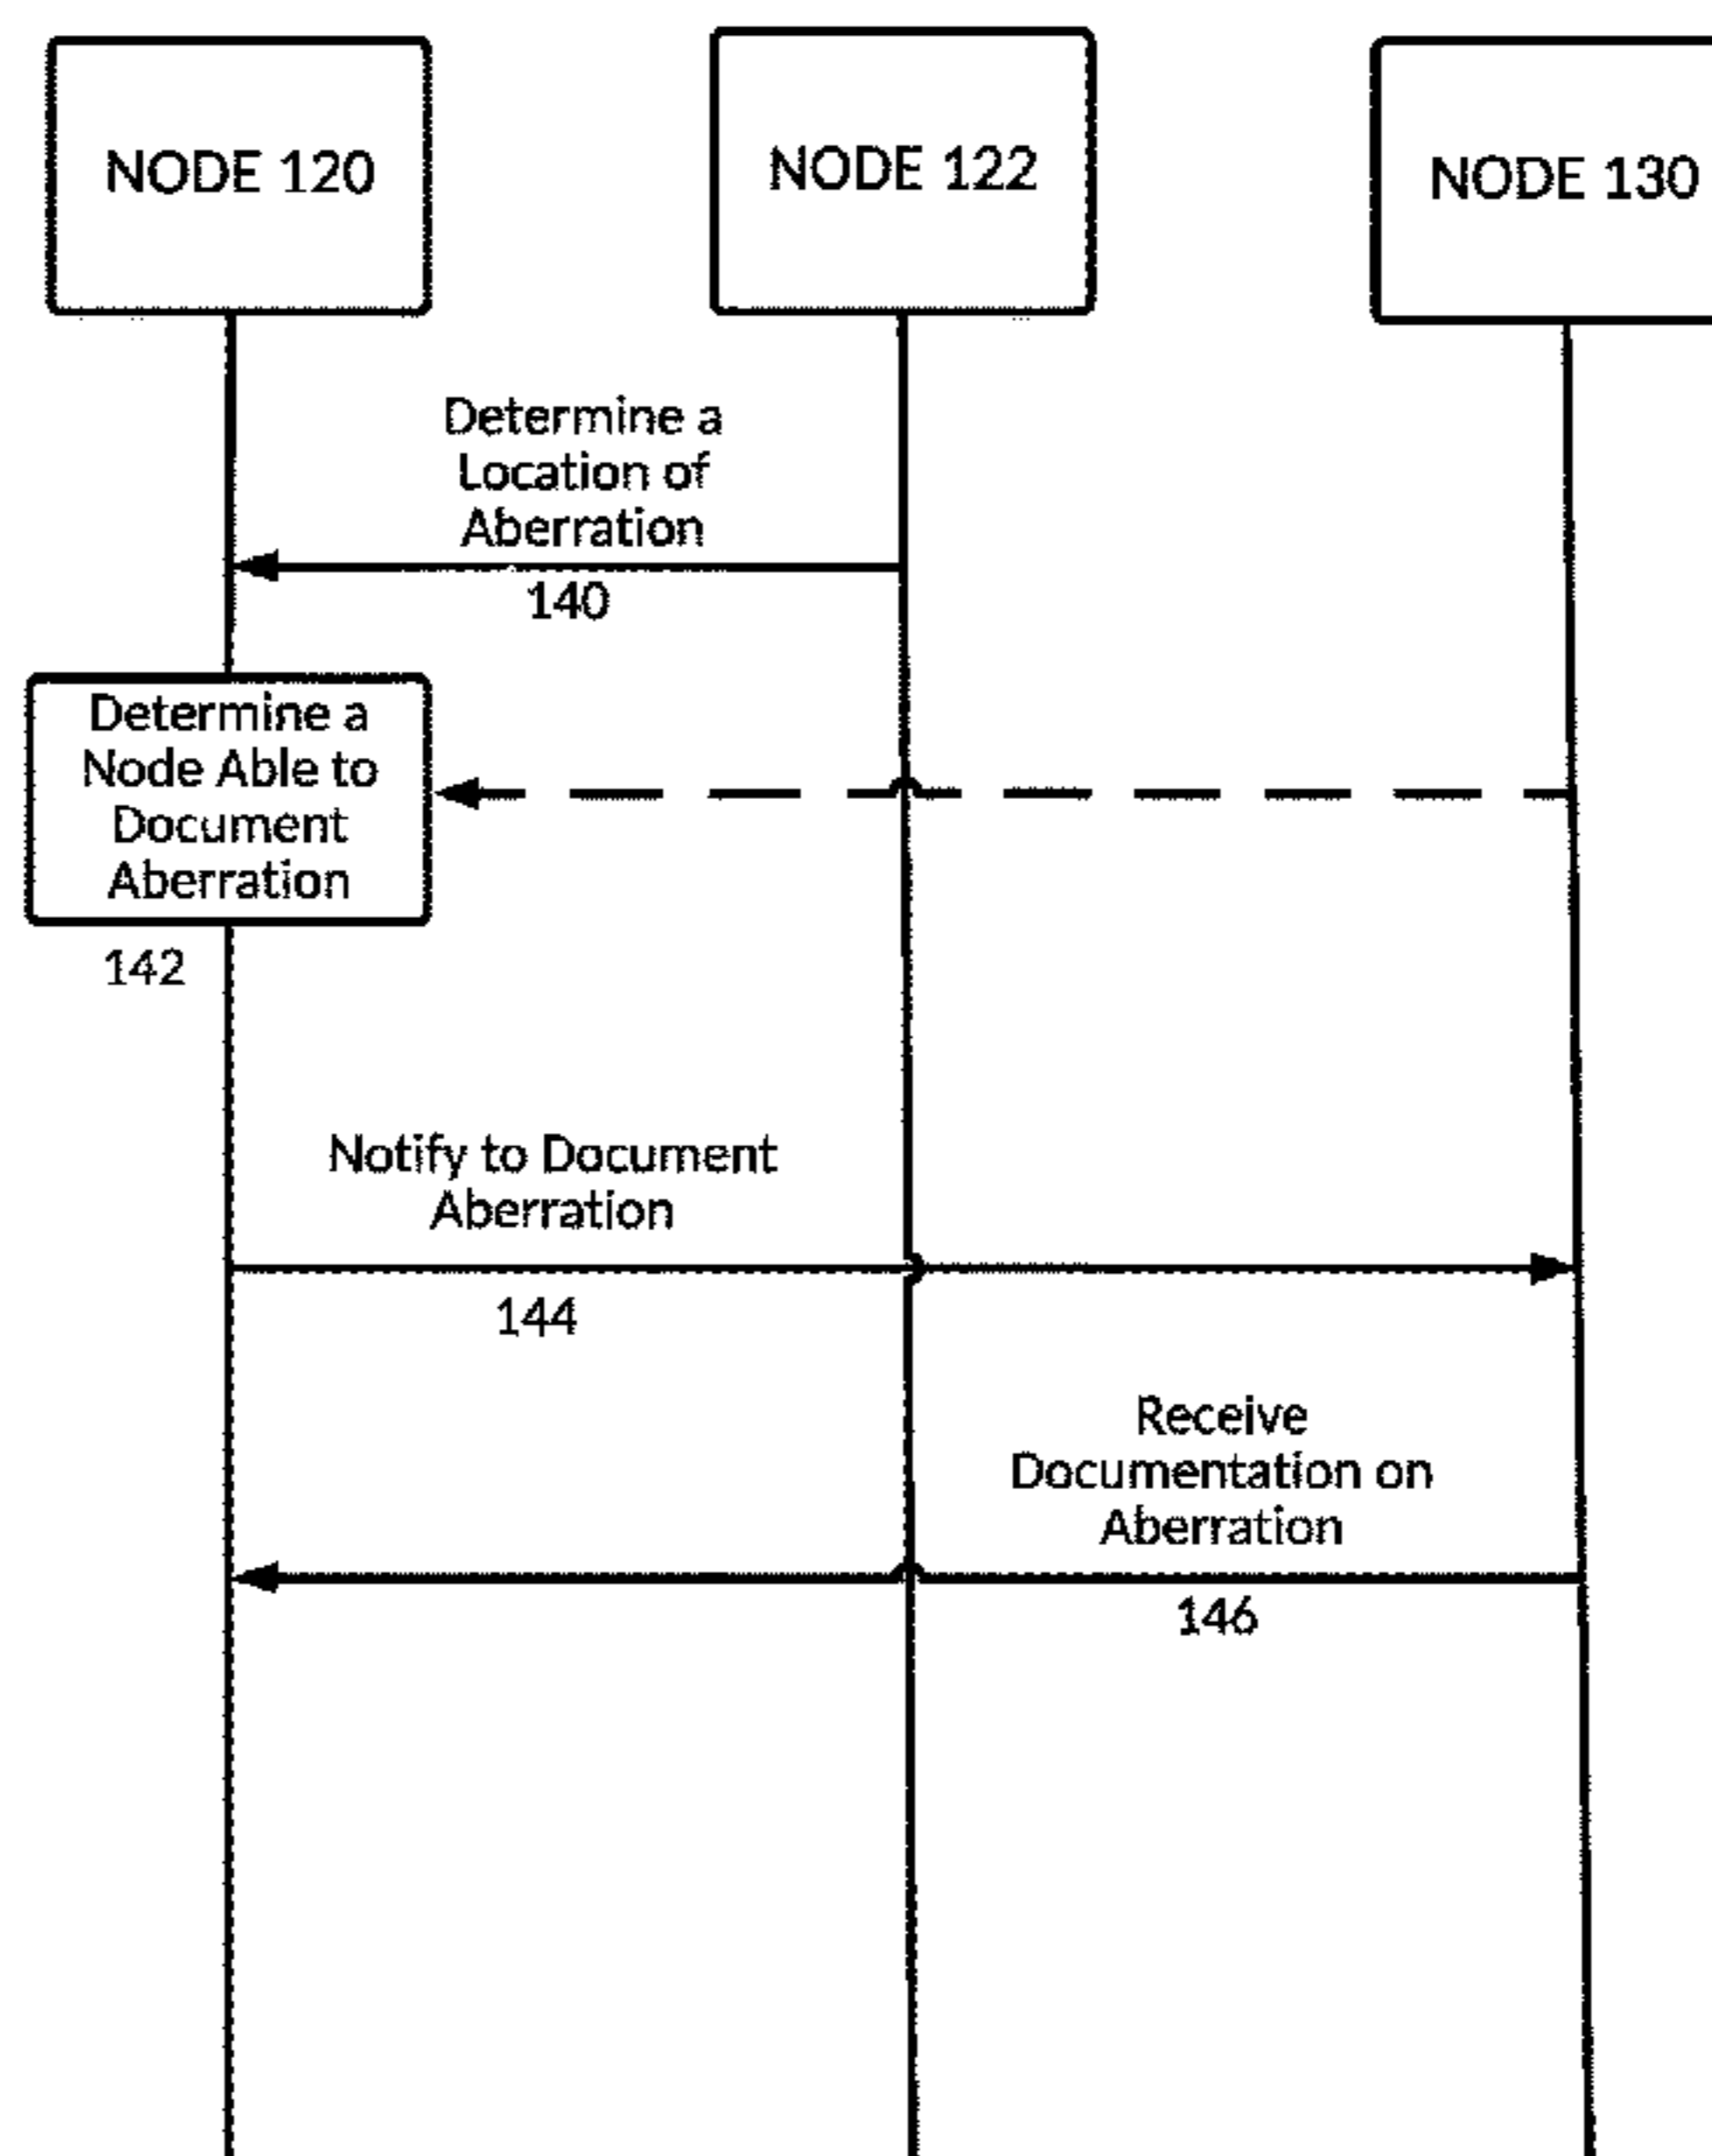 NODE 120
NODE 122
NODE 130
Determine a
Location of
Aberration
140
Determine a
Node Able to
Document
Aberration
142
Notify to Document
Aberration
144
Receive
Documentation on
Aberration
146